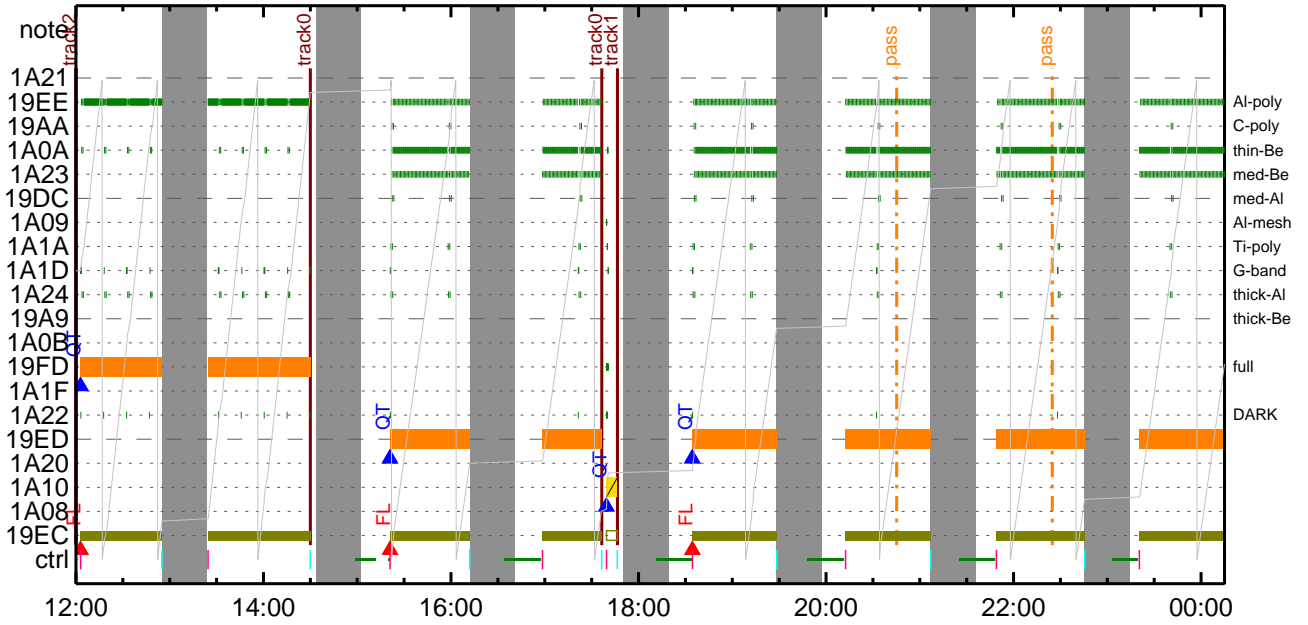 note track2 track0 track0 track1 pass pass
1A21
19EE Al-poly
19AA C-poly
1A0A thin-Be
1A23 med-Be
19DC med-Al
1A09 Al-mesh
1A1A Ti-poly
1A1D G-band
1A24 thick-Al
19A9 thick-Be
1A0B QT
19FD full
1A1F
1A22 QT QT DARK
19ED
1A20 QT
1A10
1A08 FL FL FL
19EC
ctrl
12:00 14:00 16:00 18:00 20:00 22:00 00:00